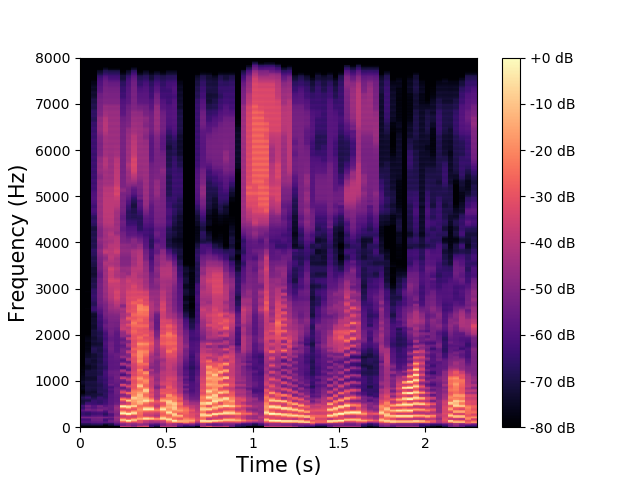 8000
7000
6000
5000
4000
3000
2000
1000
0
Frequency (Hz)
0
0.5
1
1.5
2
Time (s)
+0 dB
-10 dB
-20 dB
-30 dB
-40 dB
-50 dB
-60 dB
-70 dB
-80 dB